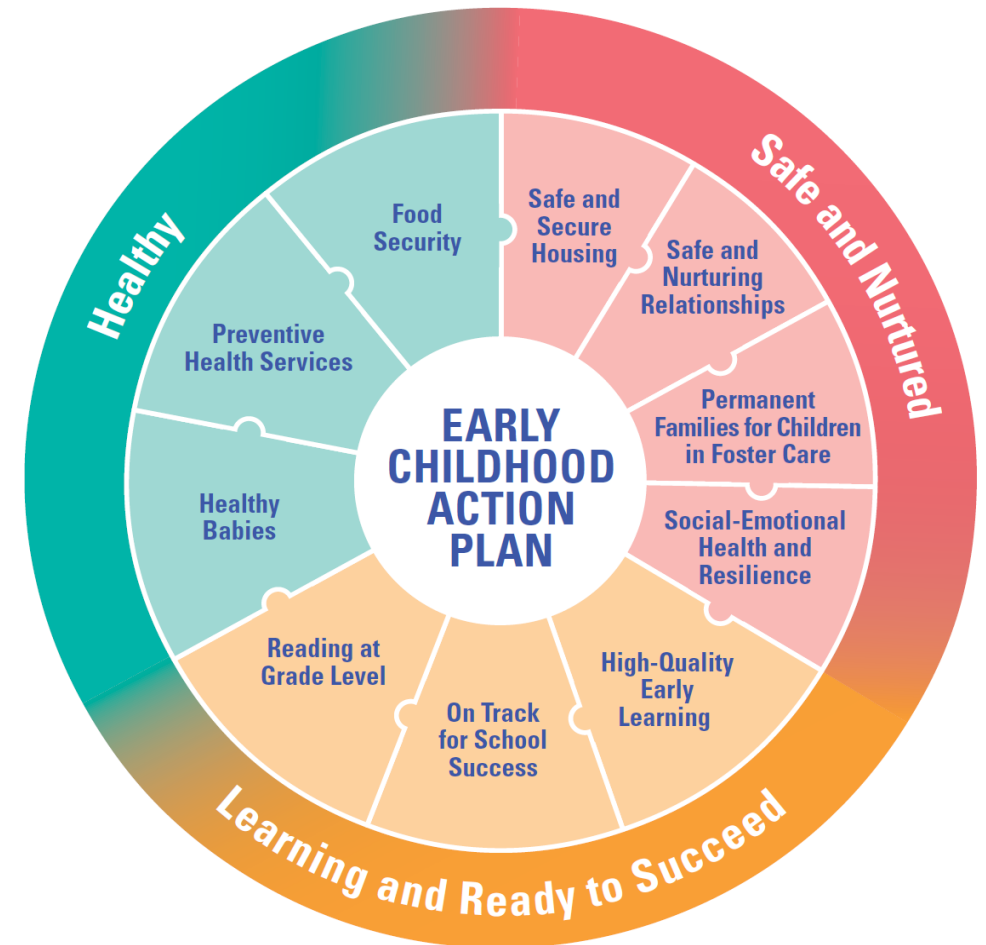 EARLY
CHILDHOOD
ACTION
PLAN
Healthy
Food
Security
Preventive
Health Services
Healthy
Babies
Safe and Nurtured
Safe and
Secure
Housing
Safe and
Nurturing
Relationships
Permanent
Families for Children
in Foster Care
Social-Emotional
Health and
Resilience
Learning and Ready to Succeed
High-Quality
Early
Learning
On Track
for School
Success
Reading at
Grade Level